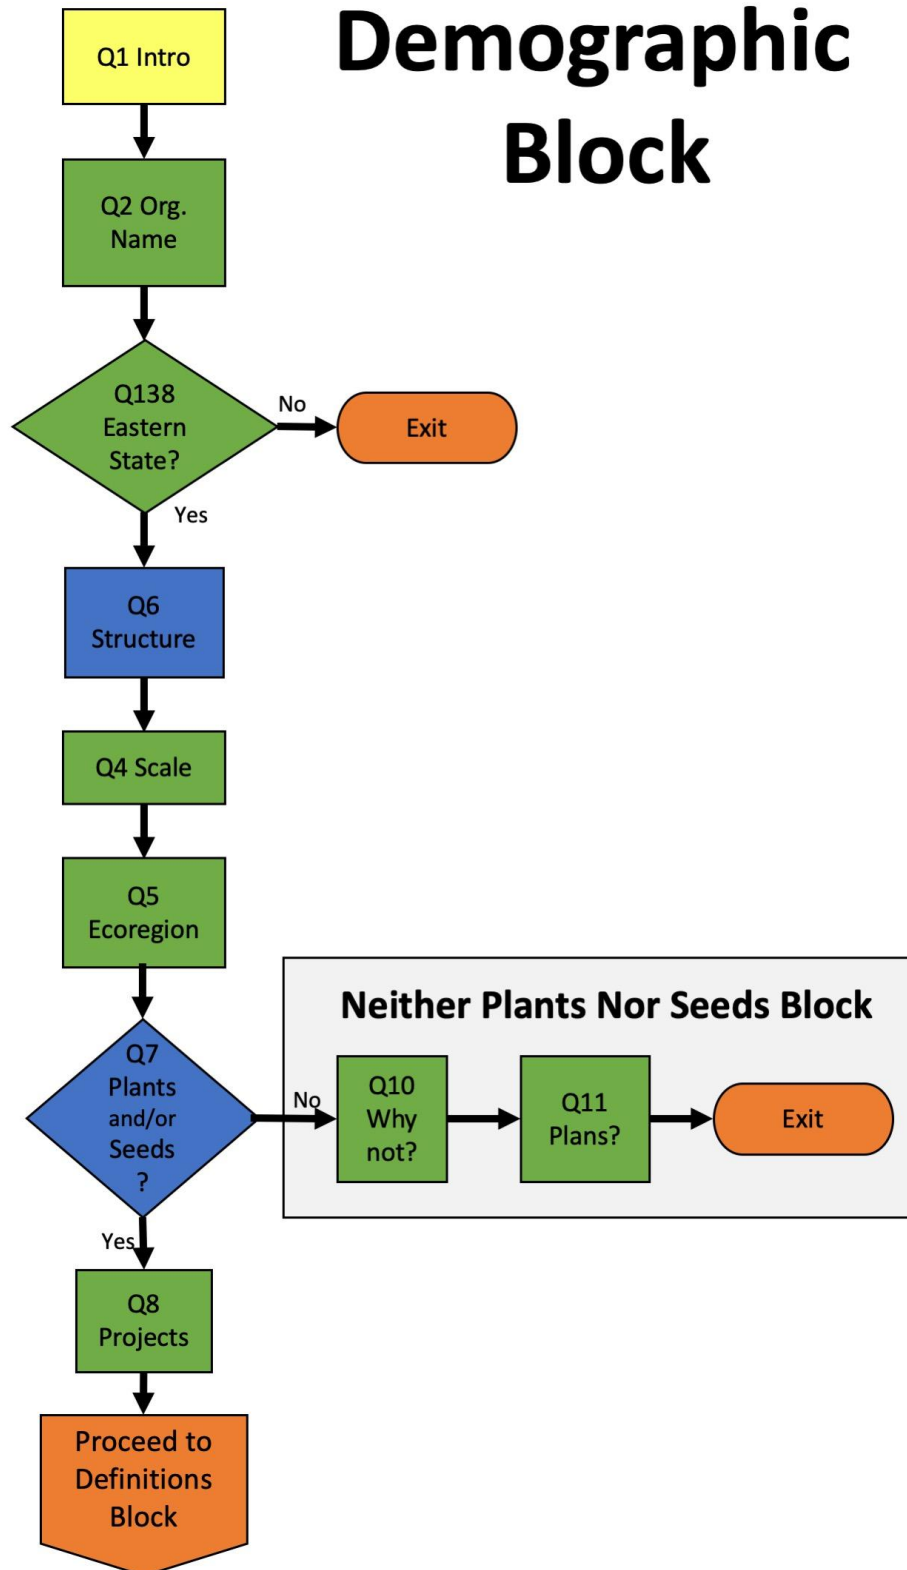 Demographic
Block
Q1 Intro
Q2 Org.
Name
Q138
Eastern
State?
No
Exit
Yes
Q6
Structure
Q4 Scale
Q5
Ecoregion
Neither Plants Nor Seeds Block
Q7
Plants
and/or
Seeds
?
No
Q10
Why
not?
Q11
Plans?
Exit
Yes
Q8
Projects
Proceed to
Definitions
Block